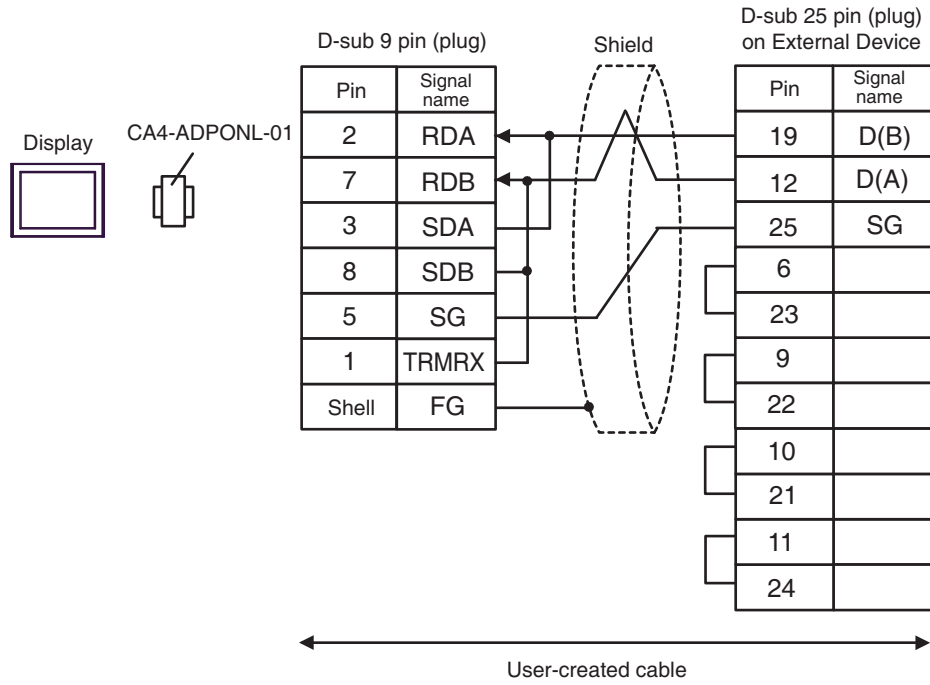 D-sub 25 pin (plug)
on External Device
D-sub 9 pin (plug)
Shield
Pin Signal name
Pin Signal name
Display
CA4-ADPONL-01
2 RDA
19 D(B)
7 RDB
12 D(A)
3 SDA
25 SG
8 SDB
6
5 SG
23
1 TRMRX
9
Shell FG
22
10
21
11
24
User-created cable